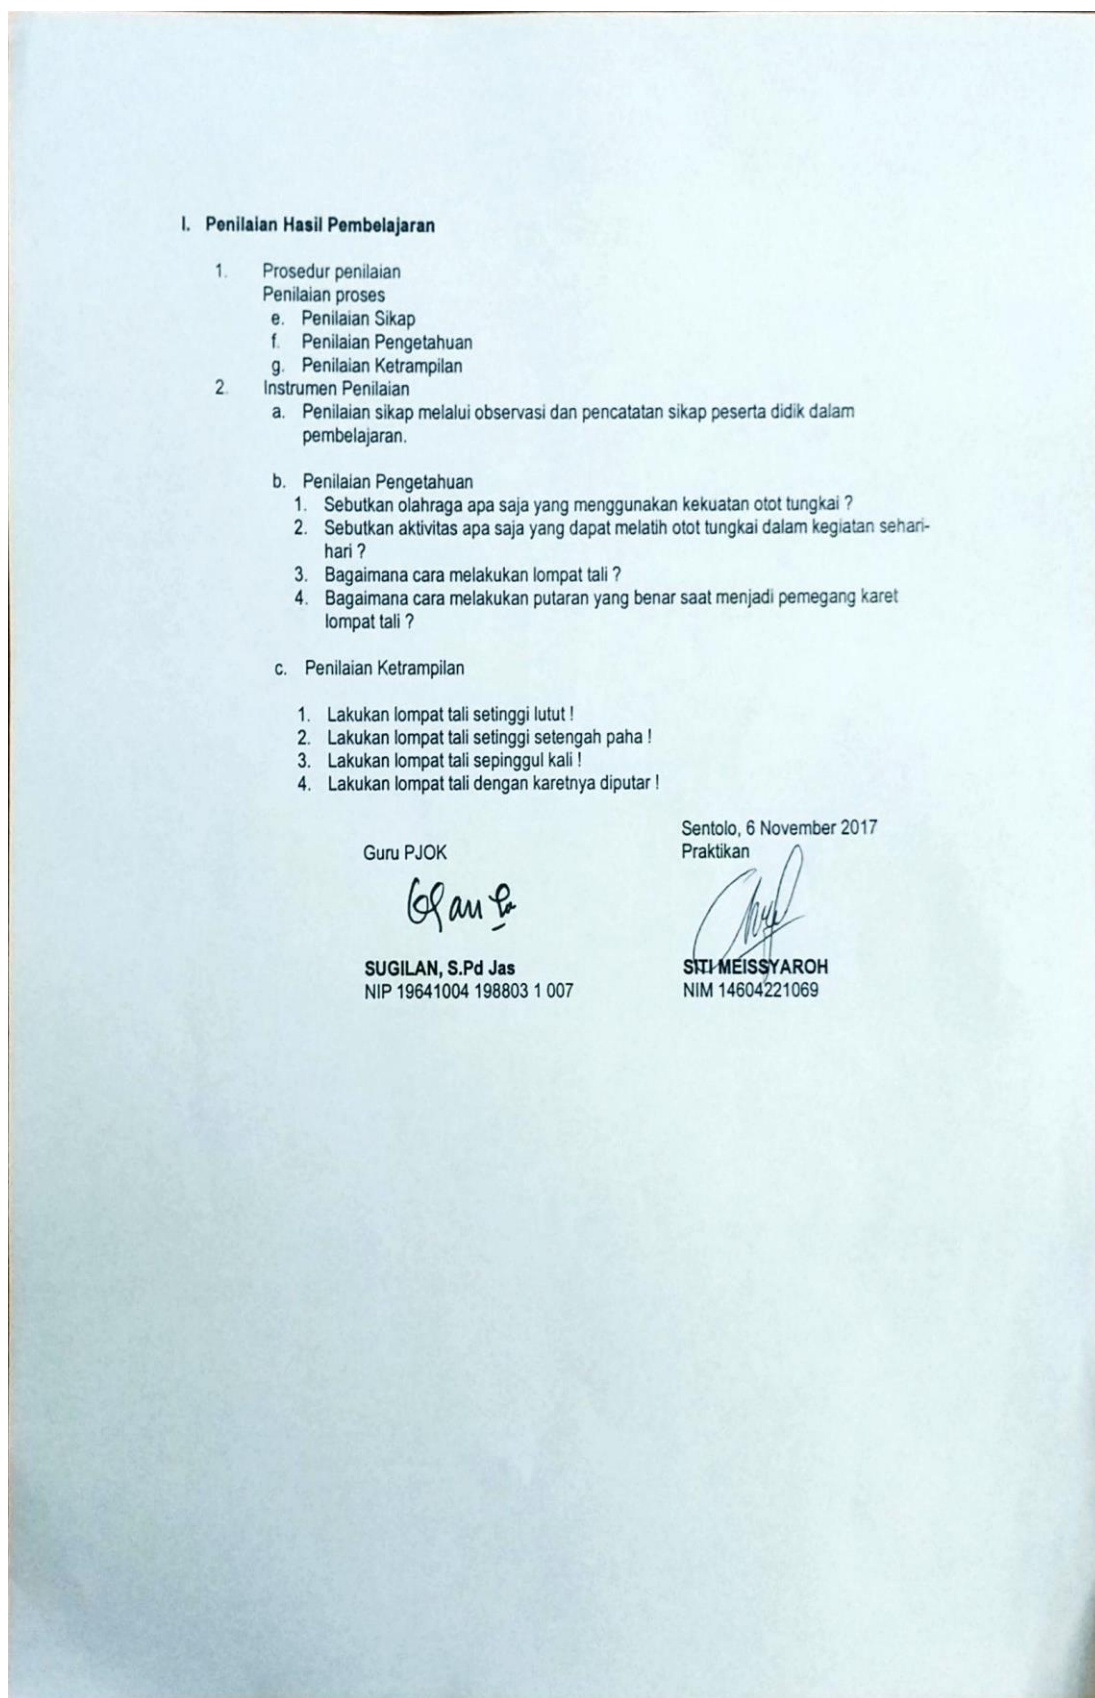 I. Penilaian Hasil Pembelajaran
1. Prosedur penilaian
Penilaian proses
e. Penilaian Sikap
f. Penilaian Pengetahuan
g. Penilaian Ketrampilan
2. Instrumen Penilaian
a. Penilaian sikap melalui observasi dan pencatatan sikap peserta didik dalam
pembelajaran.
b. Penilaian Pengetahuan
1. Sebutkan olahraga apa saja yang menggunakan kekuatan otot tungkai ?
2. Sebutkan aktivitas apa saja yang dapat melatih otot tungkai dalam kegiatan sehari-
hari ?
3. Bagaimana cara melakukan lompat tali ?
4. Bagaimana cara melakukan putaran yang benar saat menjadi pemegang karet
lompat tali ?
c. Penilaian Ketrampilan
1. Lakukan lompat tali setinggi lutut !
2. Lakukan lompat tali setinggi setengah paha !
3. Lakukan lompat tali sepinggul kali !
4. Lakukan lompat tali dengan karetnya diputar !
Sentolo, 6 November 2017
Guru PJOK Praktikan
SUGILAN, S.Pd Jas SITI MEISSYAROH
NIP 19641004 198803 1 007 NIM 14604221069